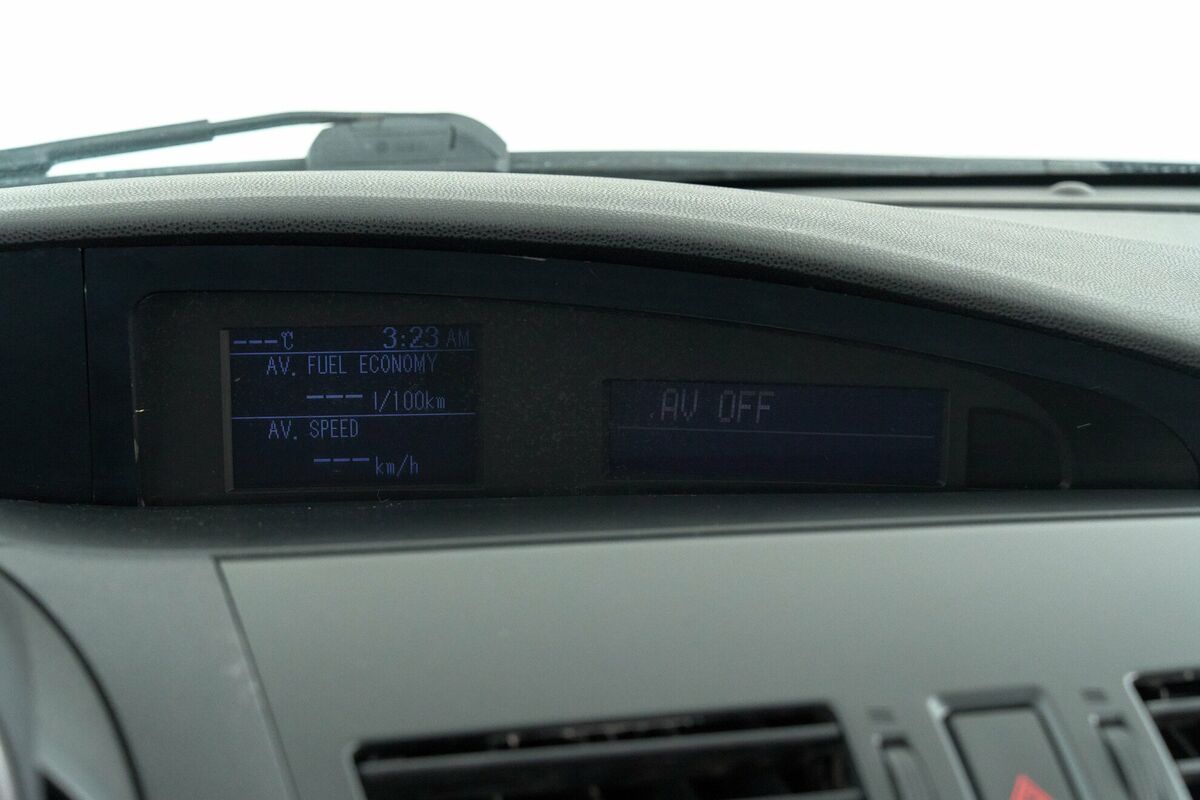 ---℃ 3:23 AM
AV. FUEL ECONOMY
--- l/100km
AV. SPEED
--- km/h
AV OFF